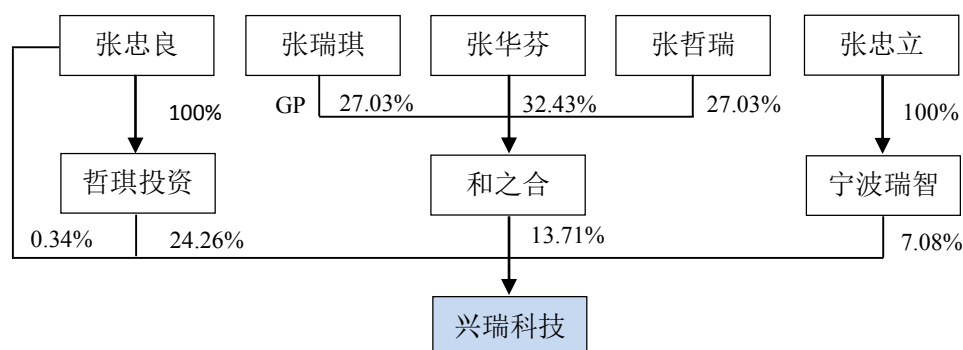 张忠良
张瑞琪
张华芬
张哲瑞
张忠立
GP
27.03%
32.43%
27.03%
100%
100%
哲琪投资
和之合
宁波瑞智
0.34%
24.26%
13.71%
7.08%
兴瑞科技